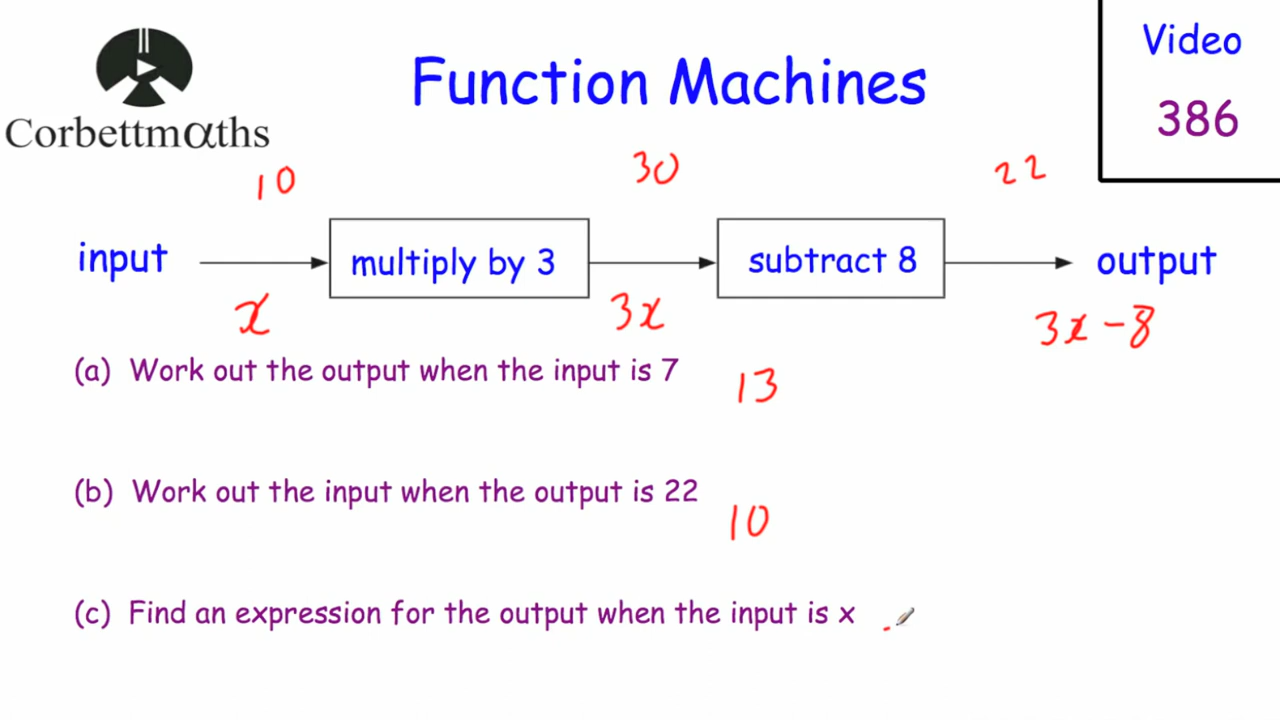 Corbettmαths
Function Machines
Video
386
10 30 22
input multiply by 3 subtract 8 output
x 3x 3x - 8
(a) Work out the output when the input is 7
13
(b) Work out the input when the output is 22
10
(c) Find an expression for the output when the input is x